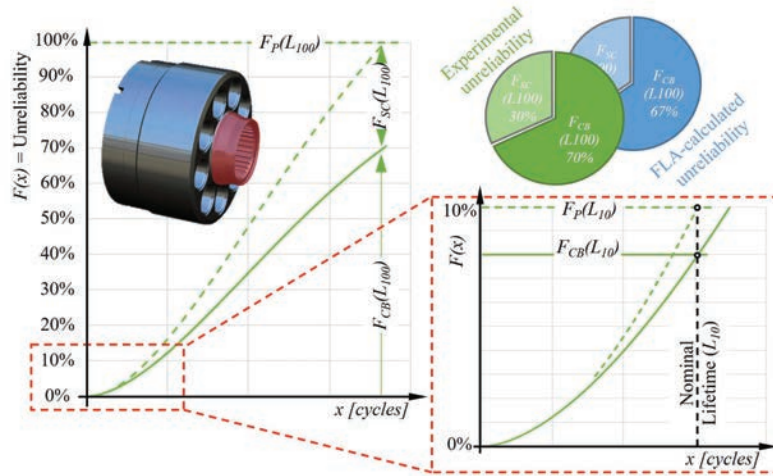 100%
90%
80%
70%
60%
50%
40%
30%
20%
10%
0%
F(x) = Unreliability
F_P(L_100)
F_SC(L_100)
F_CB(L_100)
x [cycles]
Experimental
unreliability
F_SC
(L100)
30%
F_CB
(L100)
70%
F_SC
F_CB
(L100)
67%
FLA-calculated
unreliability
10%
0%
F(x)
F_P(L_10)
F_CB(L_10)
Nominal
Lifetime (L_10)
x [cycles]